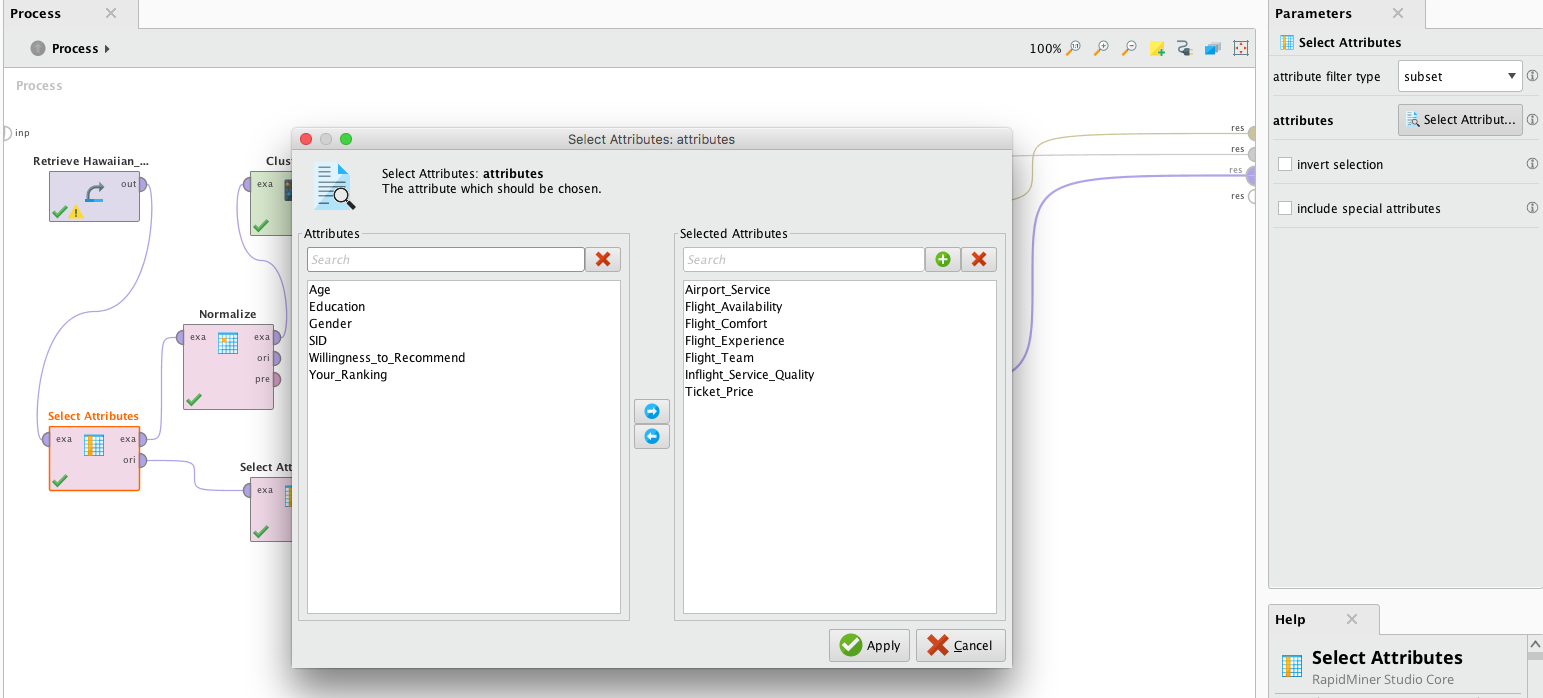 Process
Process
100%
Process
inp
Retrieve Hawaiian_...
out
Clus
exa
Normalize
exa
exa
ori
pre
Select Attributes
exa
exa
ori
Select Att
exa
res
res
res
res
Select Attributes: attributes
Select Attributes: attributes
The attribute which should be chosen.
Attributes
Search
Age
Education
Gender
SID
Willingness_to_Recommend
Your_Ranking
Selected Attributes
Search
Airport_Service
Flight_Availability
Flight_Comfort
Flight_Experience
Flight_Team
Inflight_Service_Quality
Ticket_Price
Apply
Cancel
Parameters
Select Attributes
attribute filter type
subset
attributes
Select Attribut...
invert selection
include special attributes
Help
Select Attributes
RapidMiner Studio Core